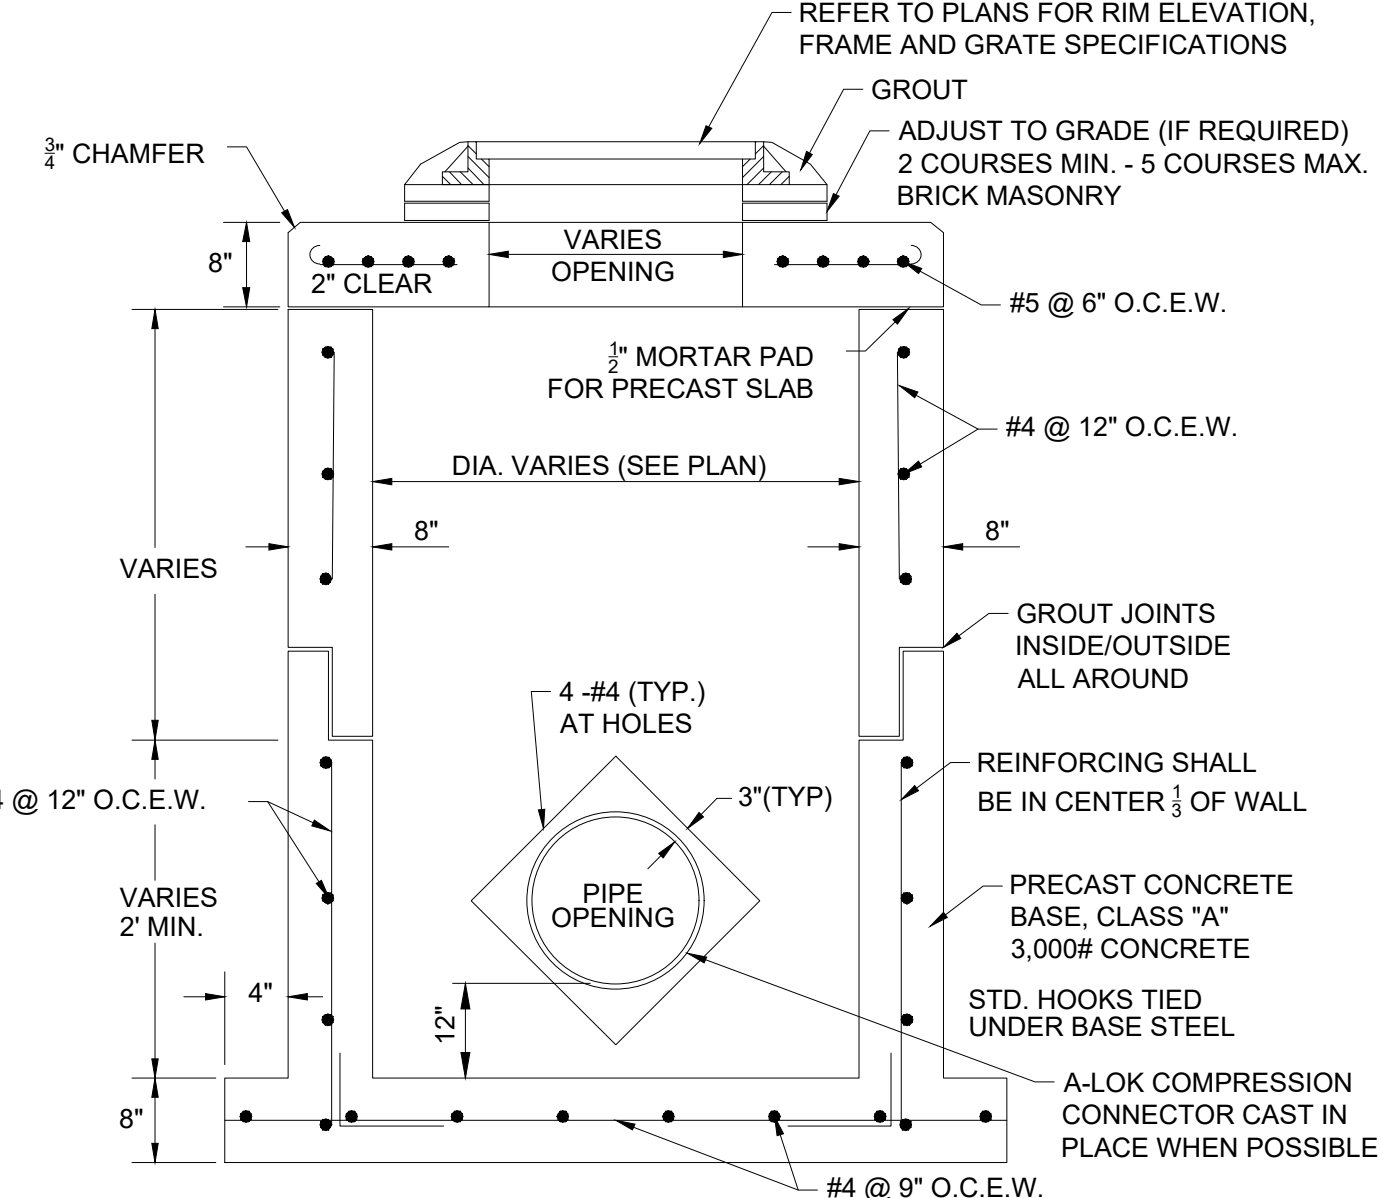 REFER TO PLANS FOR RIM ELEVATION,
FRAME AND GRATE SPECIFICATIONS
GROUT
ADJUST TO GRADE (IF REQUIRED)
2 COURSES MIN. - 5 COURSES MAX.
BRICK MASONRY
3/4" CHAMFER
8"
VARIES
OPENING
2" CLEAR
#5 @ 6" O.C.E.W.
1/2" MORTAR PAD
FOR PRECAST SLAB
#4 @ 12" O.C.E.W.
DIA. VARIES (SEE PLAN)
8"
8"
VARIES
GROUT JOINTS
INSIDE/OUTSIDE
ALL AROUND
4 -#4 (TYP.)
AT HOLES
REINFORCING SHALL
BE IN CENTER 1/3 OF WALL
@ 12" O.C.E.W.
3"(TYP)
PIPE
OPENING
VARIES
2' MIN.
PRECAST CONCRETE
BASE, CLASS "A"
3,000# CONCRETE
4"
12"
STD. HOOKS TIED
UNDER BASE STEEL
A-LOK COMPRESSION
CONNECTOR CAST IN
PLACE WHEN POSSIBLE
8"
#4 @ 9" O.C.E.W.